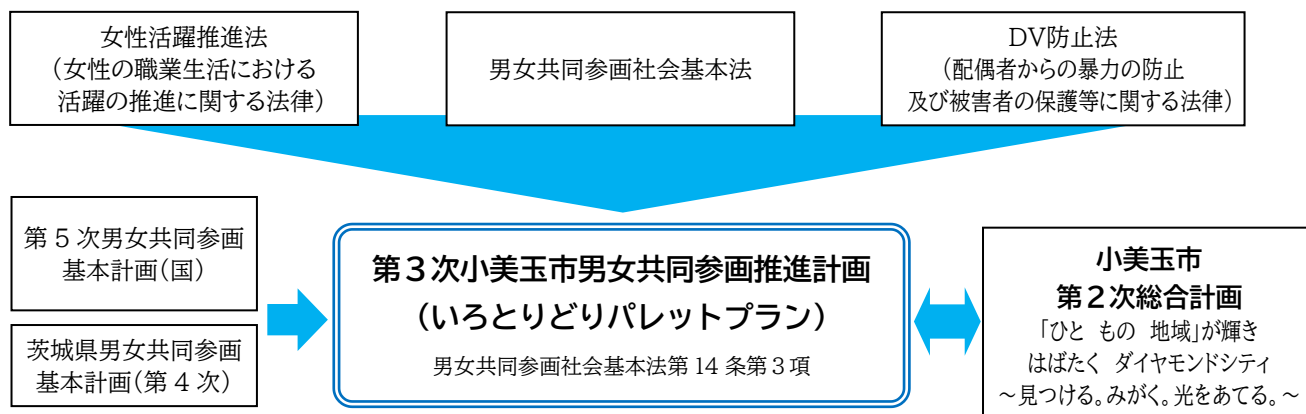 女性活躍推進法
（女性の職業生活における
活躍の推進に関する法律）
男女共同参画社会基本法
DV防止法
（配偶者からの暴力の防止
及び被害者の保護等に関する法律）
第５次男女共同参画
基本計画（国）
茨城県男女共同参画
基本計画（第４次）
第３次小美玉市男女共同参画推進計画
（いろとりどりパレットプラン）
男女共同参画社会基本法第 14 条第３項
小美玉市
第２次総合計画
「ひと もの 地域」が輝き
はばたく ダイヤモンドシティ
～見つける。みがく。光をあてる。～